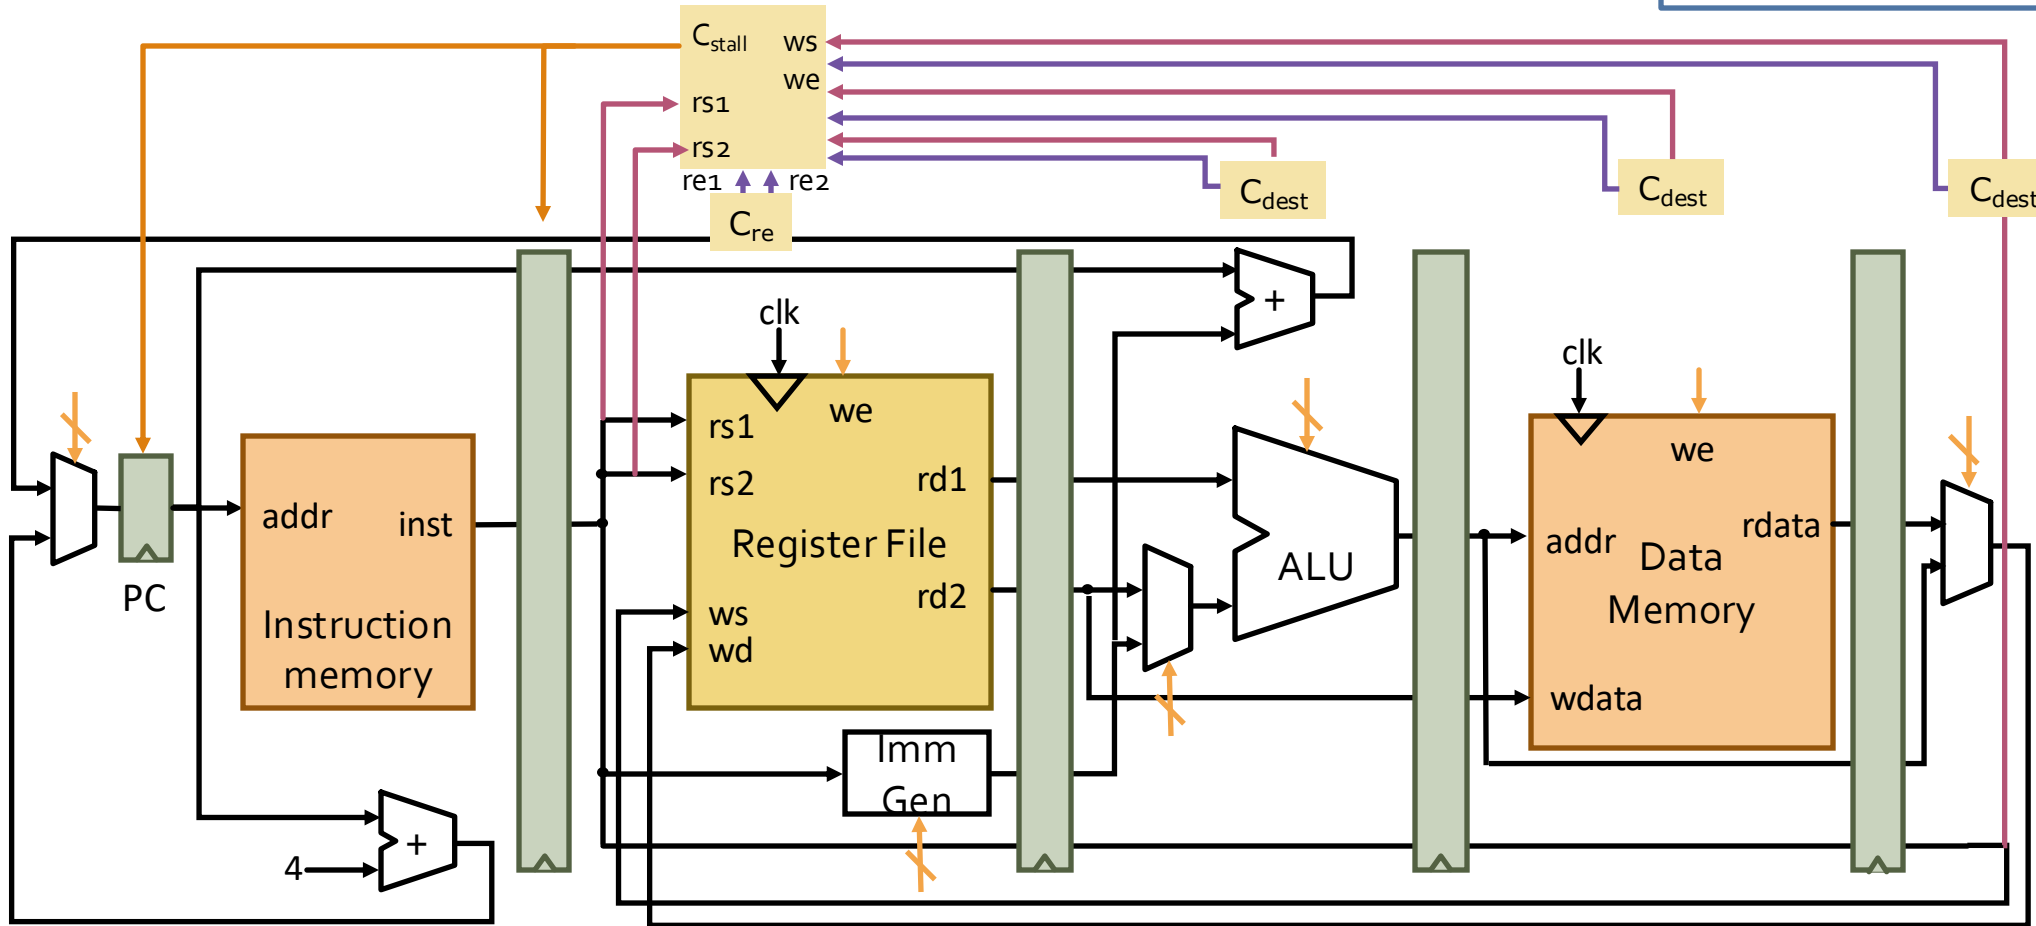 Cstall
ws
we
rs1
rs2
re1
re2
Cre
Cdest
Cdest
Cdest
clk
we
rs1
rs2
rd1
Register File
rd2
ws
wd
clk
we
addr
rdata
Data
Memory
wdata
ALU
+
addr
inst
Instruction
memory
PC
Imm
Gen
+
4